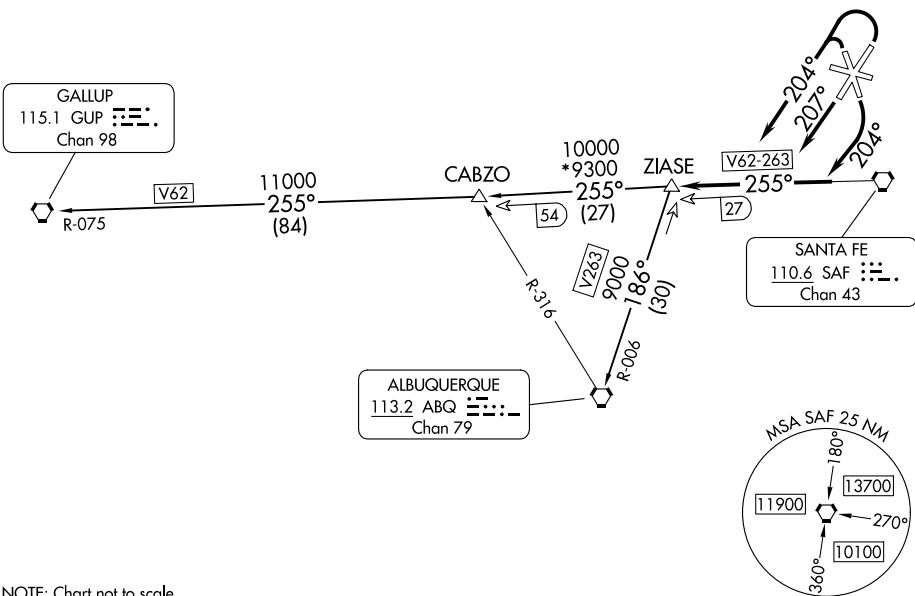 204°
207°
204°
GALLUP
115.1 GUP
Chan 98
R-075
V62
11000
255°
(84)
CABZO
10000
*9300
255°
(27)
54
ZIASE
V62-263
255°
27
SANTA FE
110.6 SAF
Chan 43
V263
9000
186°
(30)
R-316
R-006
ALBUQUERQUE
113.2 ABQ
Chan 79
MSA SAF 25 NM
180°
13700
11900
270°
10100
360°
NOTE: Chart not to scale